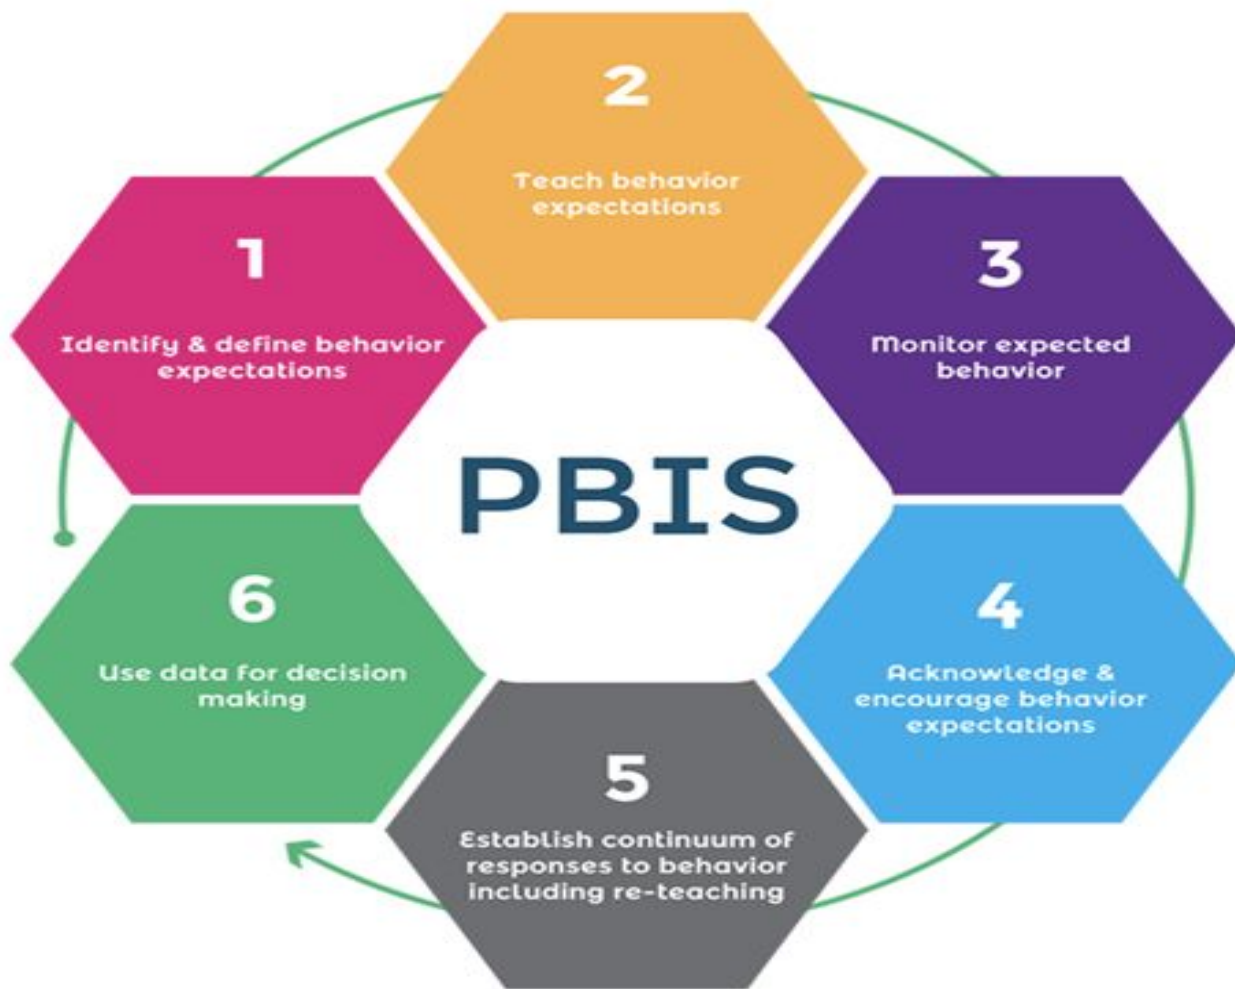 1
Identify & define behavior
expectations
2
Teach behavior
expectations
3
Monitor expected
behavior
PBIS
4
Acknowledge &
encourage behavior
expectations
5
Establish continuum of
responses to behavior
including re-teaching
6
Use data for decision
making